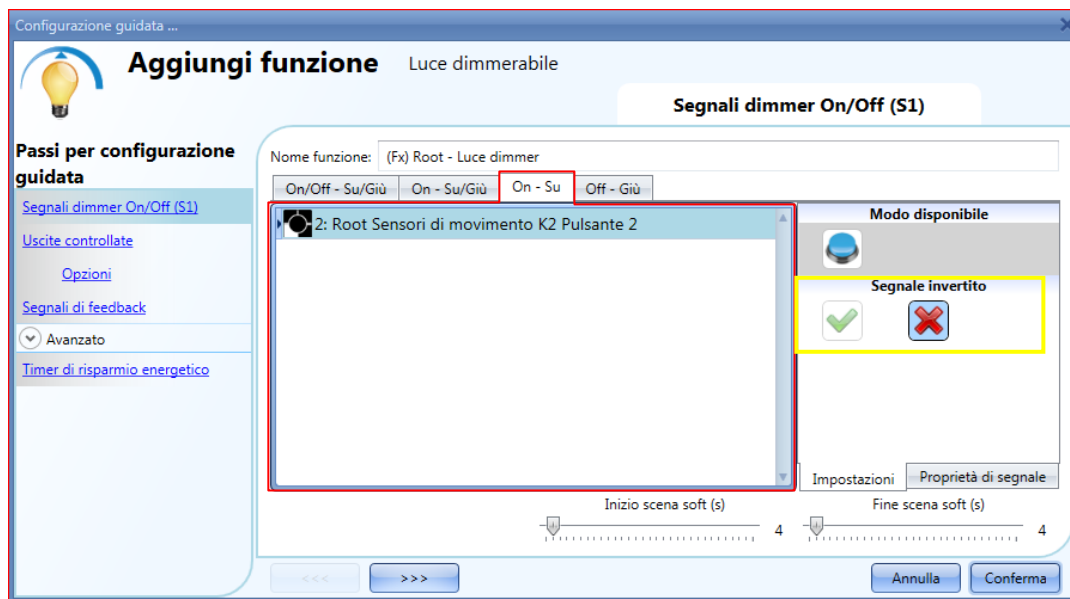 Configurazione guidata ...
Aggiungi funzione Luce dimmerabile
Segnali dimmer On/Off (S1)
Passi per configurazione
guidata
Segnali dimmer On/Off (S1)
Uscite controllate
Opzioni
Segnali di feedback
Avanzato
Timer di risparmio energetico
Nome funzione: (Fx) Root - Luce dimmer
On/Off - Su/Giù On - Su/Giù On - Su Off - Giù
2: Root Sensori di movimento K2 Pulsante 2
Modo disponibile
Segnale invertito
Impostazioni Proprietà di segnale
Inizio scena soft (s) Fine scena soft (s)
4 4
<<< >>> Annulla Conferma